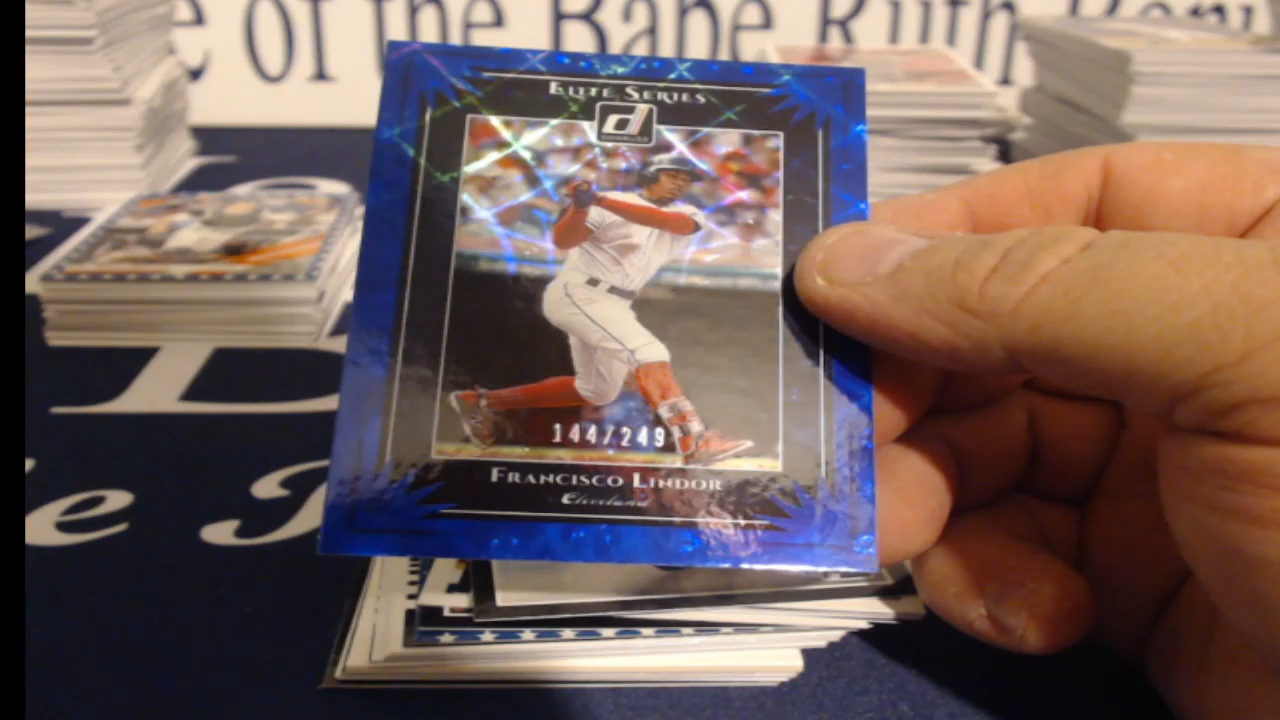 e of the Babe Ruth
ELITE SERIES
d
DONRUSS
144/249
FRANCISCO LINDOR
Cleveland